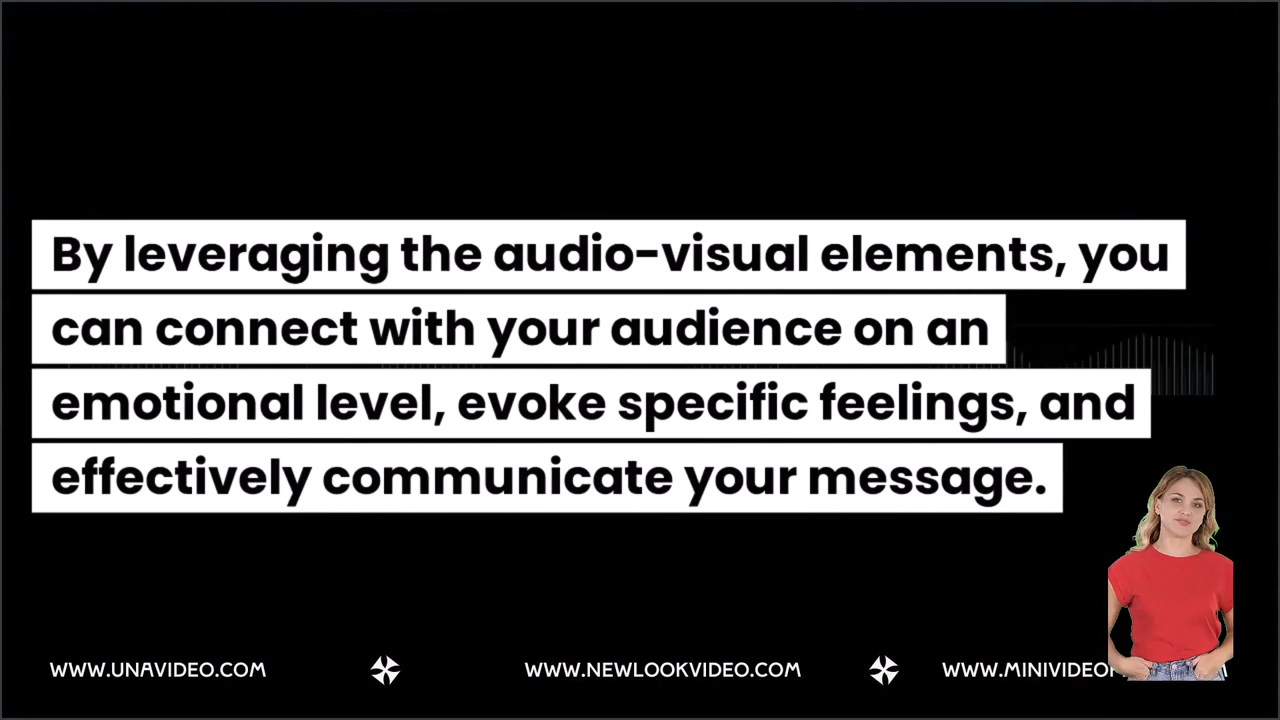 By leveraging the audio-visual elements, you
can connect with your audience on an
emotional level, evoke specific feelings, and
effectively communicate your message.
WWW.UNAVIDEO.COM WWW.NEWLOOKVIDEO.COM